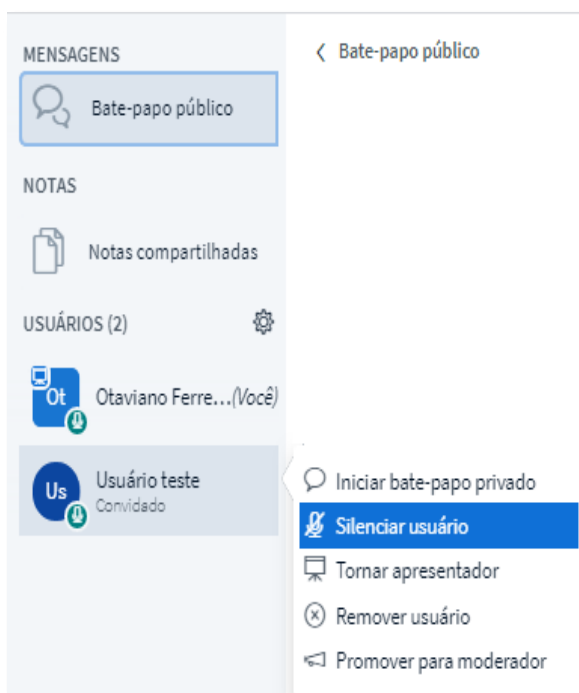 MENSAGENS
Bate-papo público
NOTAS
Notas compartilhadas
USUÁRIOS (2)
Ot
Otaviano Ferre...(Você)
Us
Usuário teste
Convidado
Bate-papo público
Iniciar bate-papo privado
Silenciar usuário
Tornar apresentador
Remover usuário
Promover para moderador